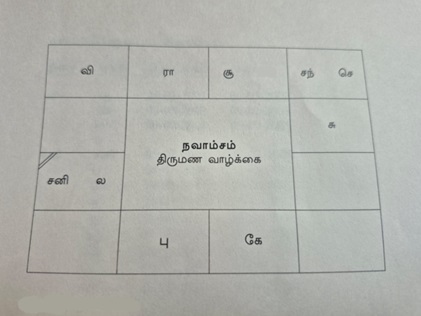 வி ரா சூ சந் செ
சு
நவாம்சம்
திருமண வாழ்க்கை
சனி ல
பு கே